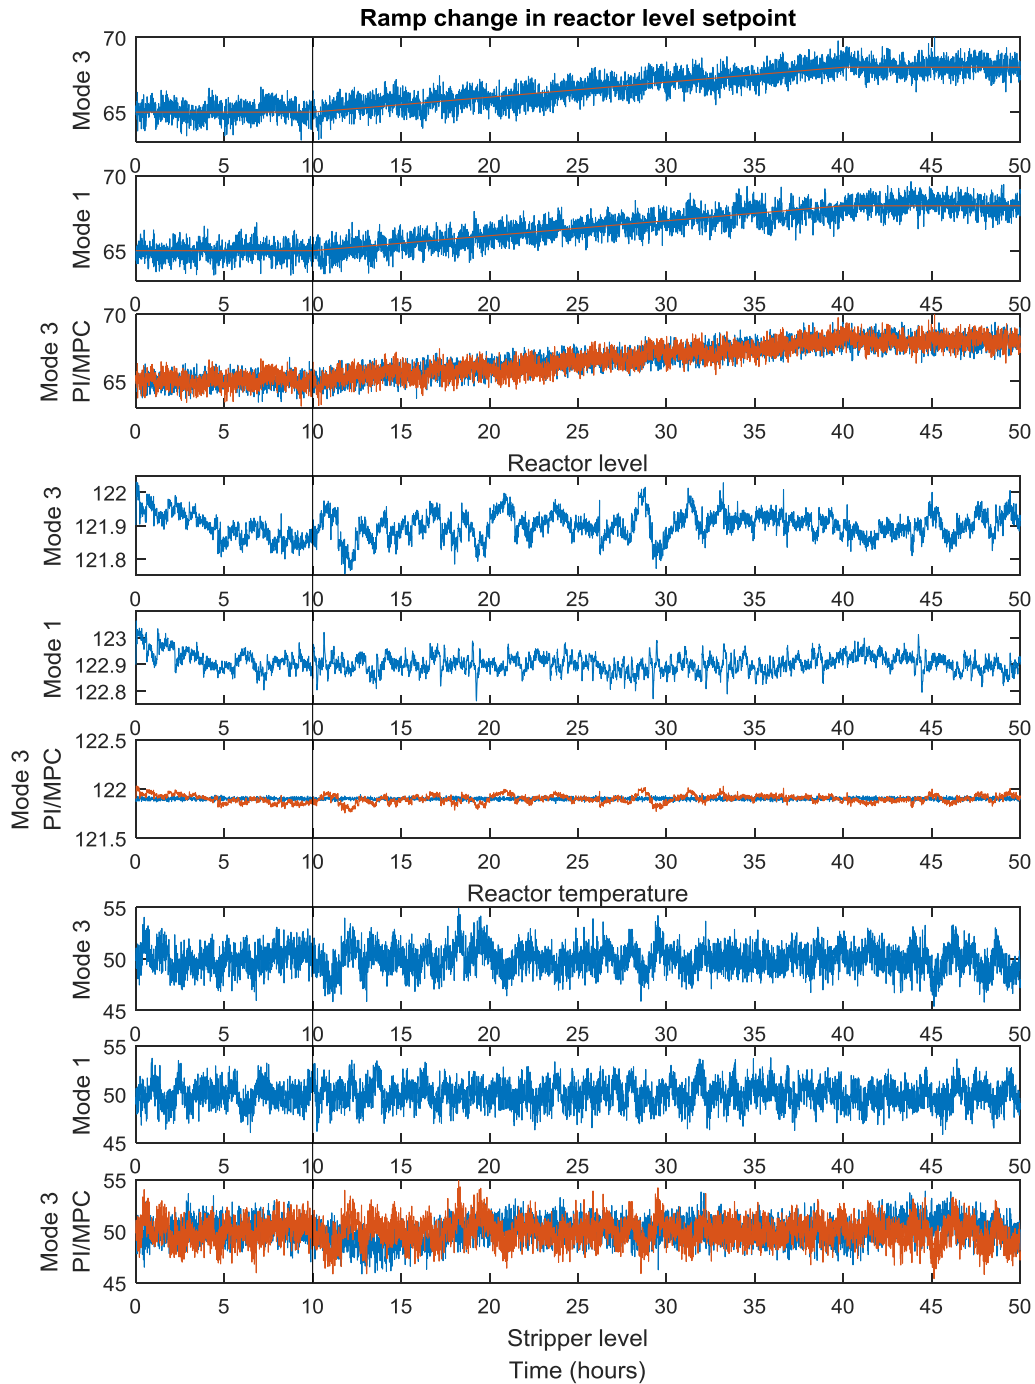 Ramp change in reactor level setpoint
Mode 3
70
65
0 5 10 15 20 25 30 35 40 45 50
Mode 1
70
65
0 5 10 15 20 25 30 35 40 45 50
Mode 3
PI/MPC
70
65
0 5 10 15 20 25 30 35 40 45 50
Reactor level
Mode 3
122
121.9
121.8
0 5 10 15 20 25 30 35 40 45 50
Mode 1
123
122.9
122.8
0 5 10 15 20 25 30 35 40 45 50
Mode 3
PI/MPC
122.5
122
121.5
0 5 10 15 20 25 30 35 40 45 50
Reactor temperature
Mode 3
55
50
45
0 5 10 15 20 25 30 35 40 45 50
Mode 1
55
50
45
0 5 10 15 20 25 30 35 40 45 50
Mode 3
PI/MPC
55
50
45
0 5 10 15 20 25 30 35 40 45 50
Stripper level
Time (hours)